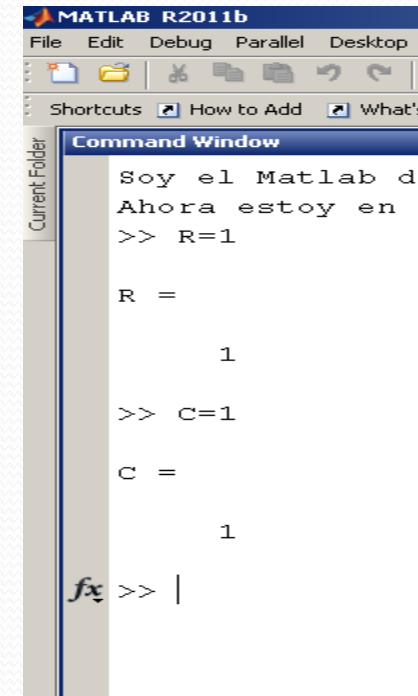 MATLAB R2011b
File Edit Debug Parallel Desktop
Shortcuts How to Add What's
Current Folder
Command Window
Soy el Matlab d
Ahora estoy en
>> R=1
R =
1
>> C=1
C =
1
fx >>